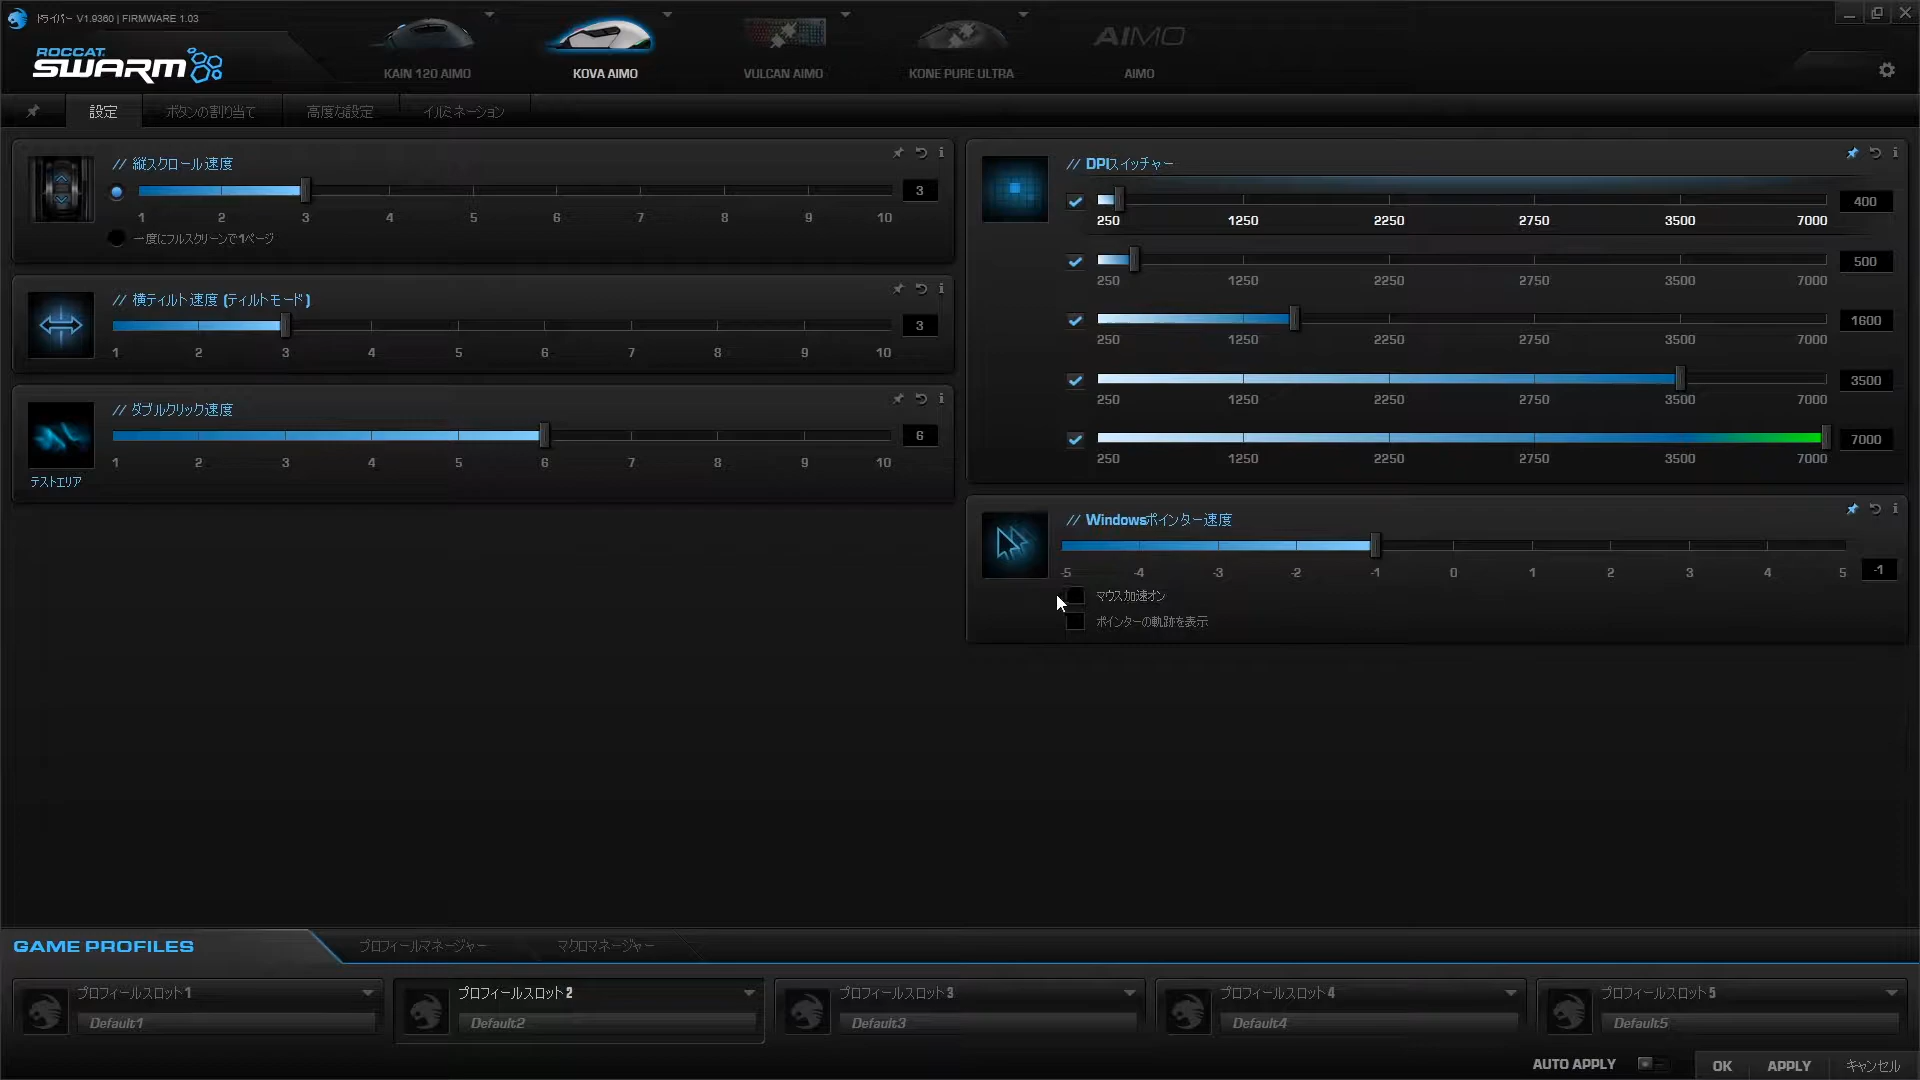 ドライバー V1.9360 | FIRMWARE 1.03
ROCCAT
SWARM
KAIN 120 AIMO
KOVA AIMO
VULCAN AIMO
KONE PURE ULTRA
AIMO
AIMO
設定
ボタンの割り当て
高度な設定
イルミネーション
// 縦スクロール速度
3
1 2 3 4 5 6 7 8 9 10
一度にフルスクリーンで1ページ
// 横ティルト速度 (ティルトモード)
3
1 2 3 4 5 6 7 8 9 10
// ダブルクリック速度
6
1 2 3 4 5 6 7 8 9 10
テストエリア
// DPIスイッチャー
400
250 1250 2250 2750 3500 7000
500
250 1250 2250 2750 3500 7000
1600
250 1250 2250 2750 3500 7000
3500
250 1250 2250 2750 3500 7000
7000
250 1250 2250 2750 3500 7000
// Windowsポインター速度
-5 -4 -3 -2 -1 0 1 2 3 4 5
-1
マウス加速オン
ポインターの軌跡を表示
GAME PROFILES
プロフィールマネージャー
マクロマネージャー
プロフィールスロット1
Default1
プロフィールスロット2
Default2
プロフィールスロット3
Default3
プロフィールスロット4
Default4
プロフィールスロット5
Default5
AUTO APPLY
OK
APPLY
キャンセル